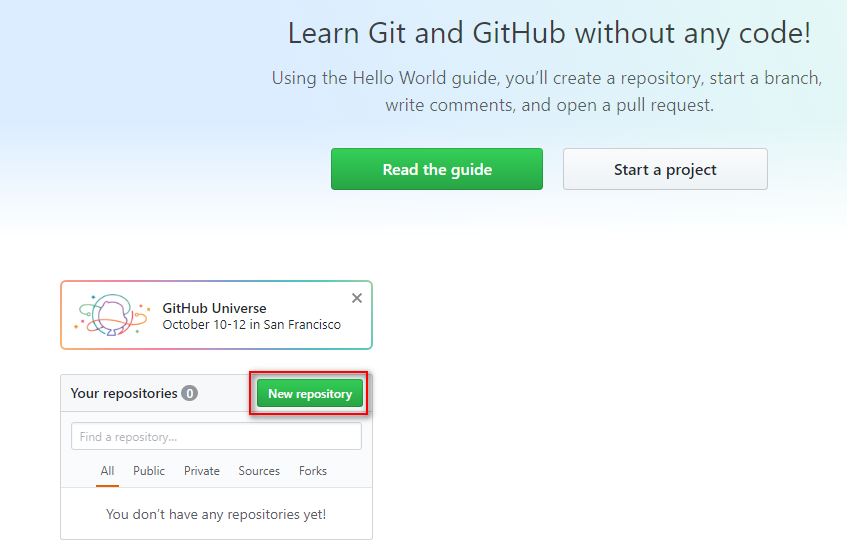 Learn Git and GitHub without any code!
Using the Hello World guide, you’ll create a repository, start a branch,
write comments, and open a pull request.
Read the guide
Start a project
GitHub Universe
October 10-12 in San Francisco
Your repositories 0
New repository
Find a repository...
All Public Private Sources Forks
You don’t have any repositories yet!